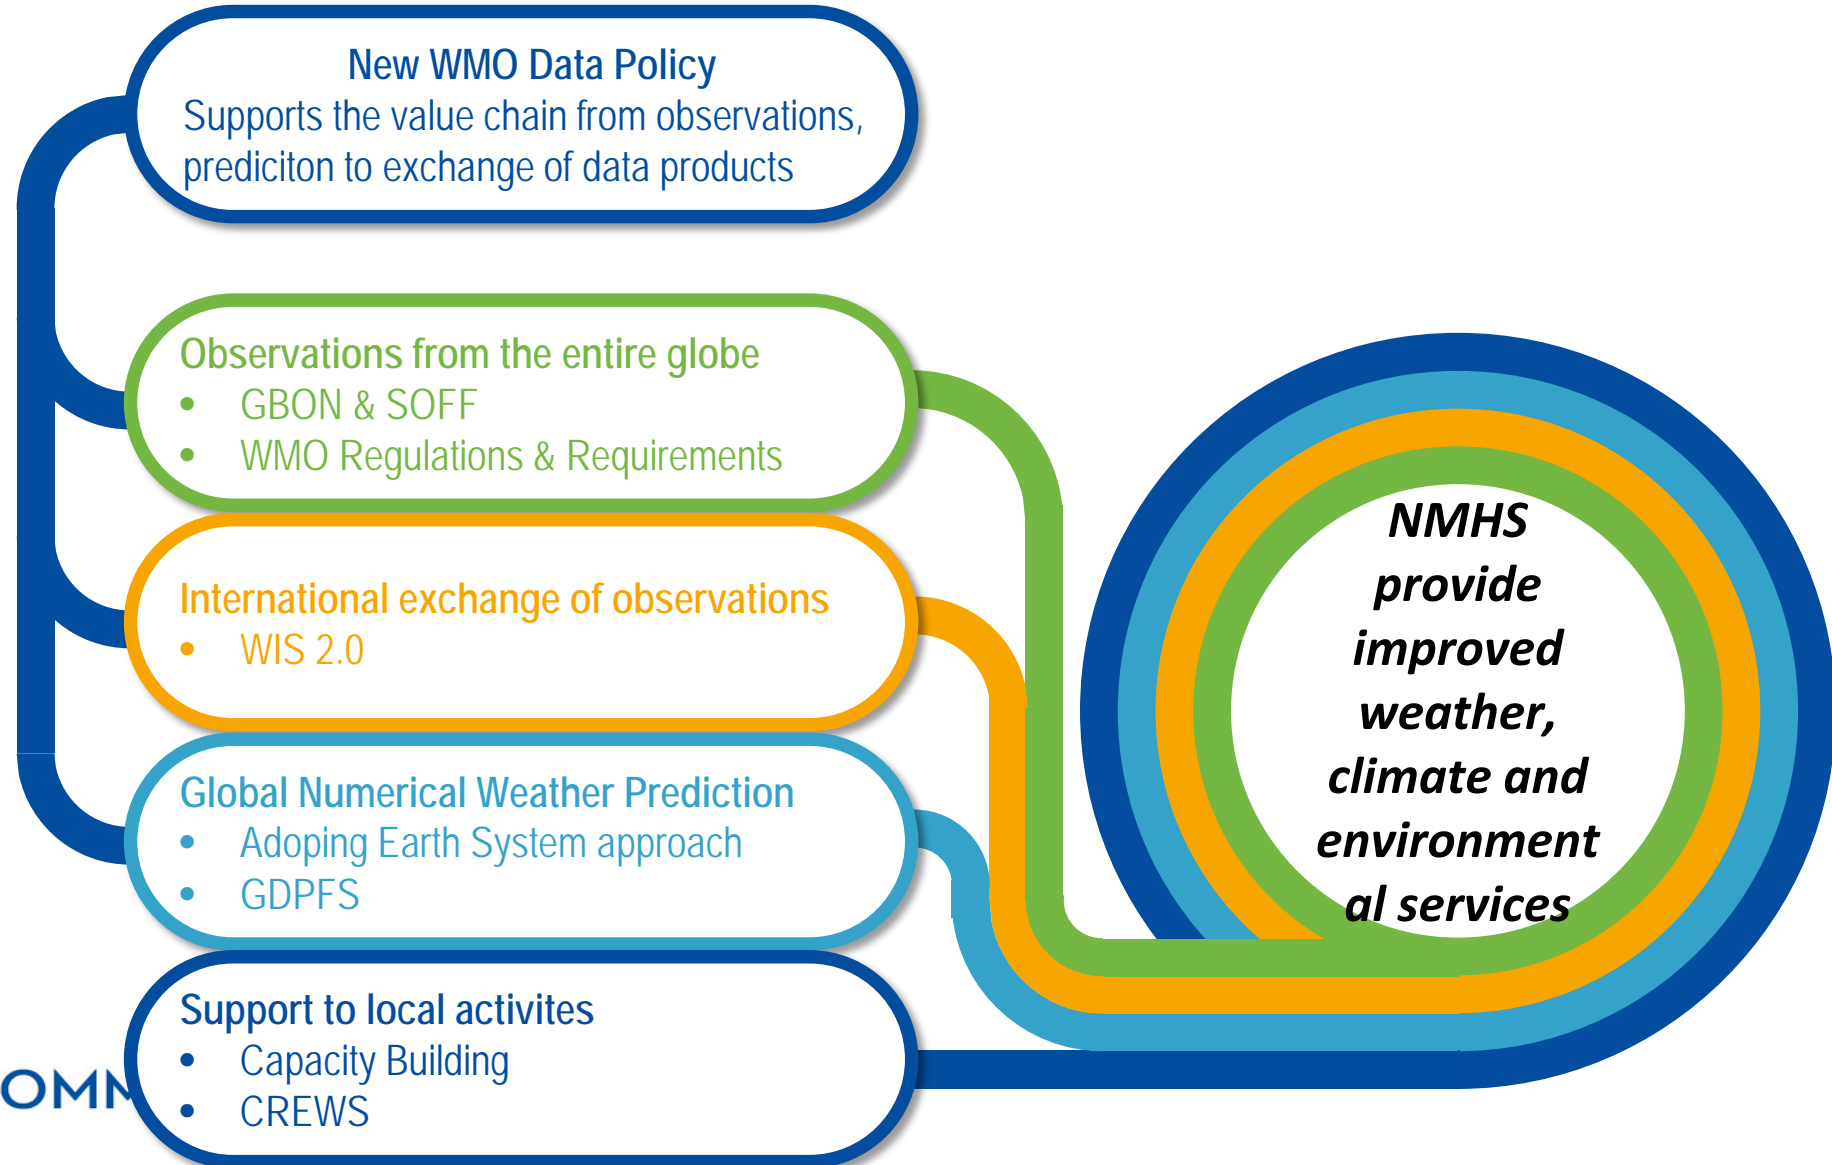 New WMO Data Policy
Supports the value chain from observations,
prediciton to exchange of data products
Observations from the entire globe
• GBON & SOFF
• WMO Regulations & Requirements
International exchange of observations
• WIS 2.0
Global Numerical Weather Prediction
• Adoping Earth System approach
• GDPFS
Support to local activites
• Capacity Building
• CREWS
NMHS
provide
improved
weather,
climate and
environment
al services